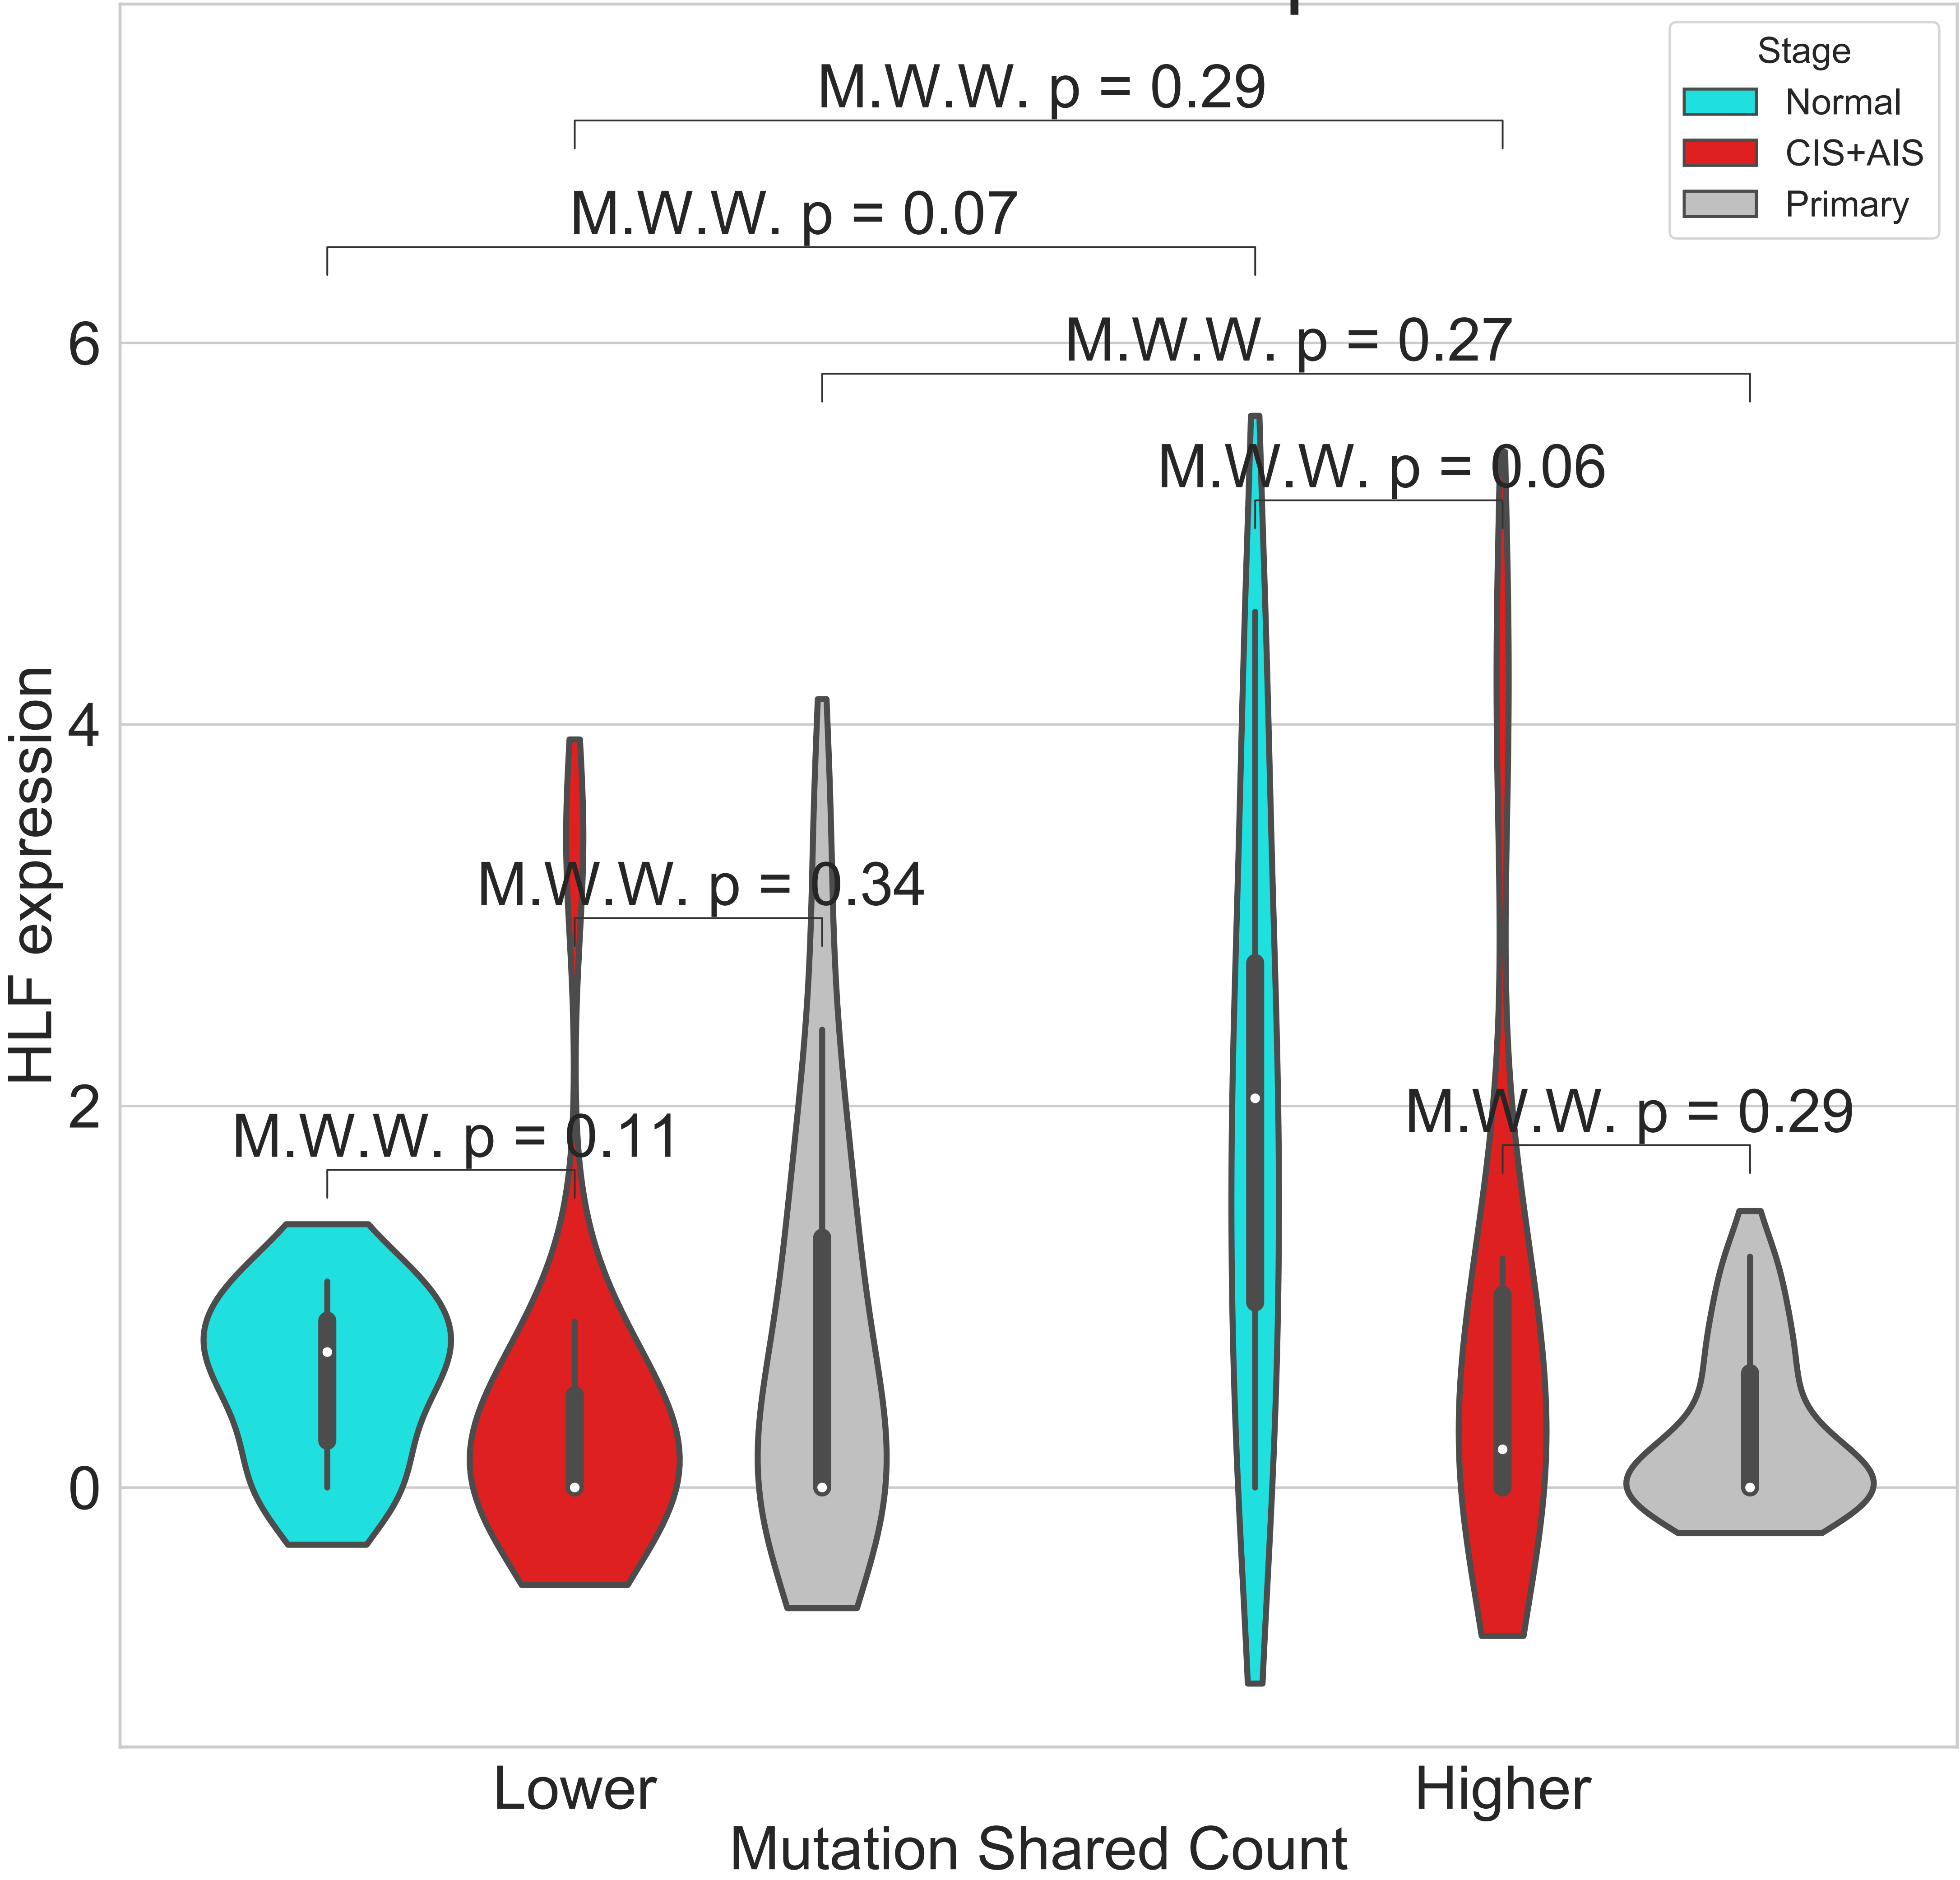 Stage
Normal
CIS+AIS
Primary
M.W.W. p = 0.29
M.W.W. p = 0.07
M.W.W. p = 0.27
M.W.W. p = 0.06
M.W.W. p = 0.34
M.W.W. p = 0.11
M.W.W. p = 0.29
6
4
2
0
HLF expression
Lower
Higher
Mutation Shared Count